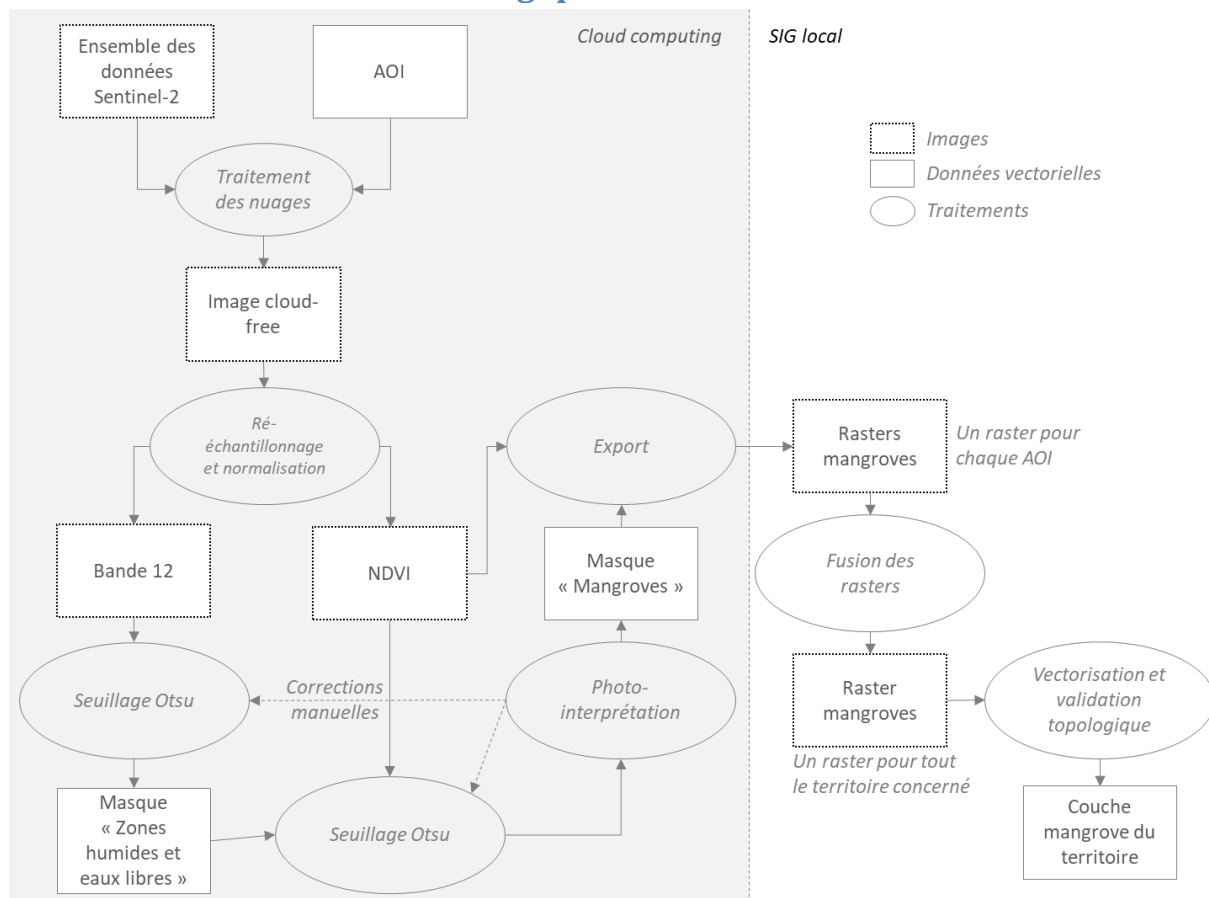 Ensemble des
données
Sentinel-2
AOI
Cloud computing
SIG local
Images
Données vectorielles
Traitements
Traitement
des nuages
Image cloud-
free
Ré-
échantillonnage
et normalisation
Export
Rasters
mangroves
Un raster pour
chaque AOI
Bande 12
NDVI
Masque
« Mangroves »
Fusion des
rasters
Seuillage Otsu
Corrections
manuelles
Photo-
interprétation
Raster
mangroves
Vectorisation et
validation
topologique
Un raster pour tout
le territoire concerné
Masque
« Zones
humides et
eaux libres »
Seuillage Otsu
Couche
mangrove du
territoire